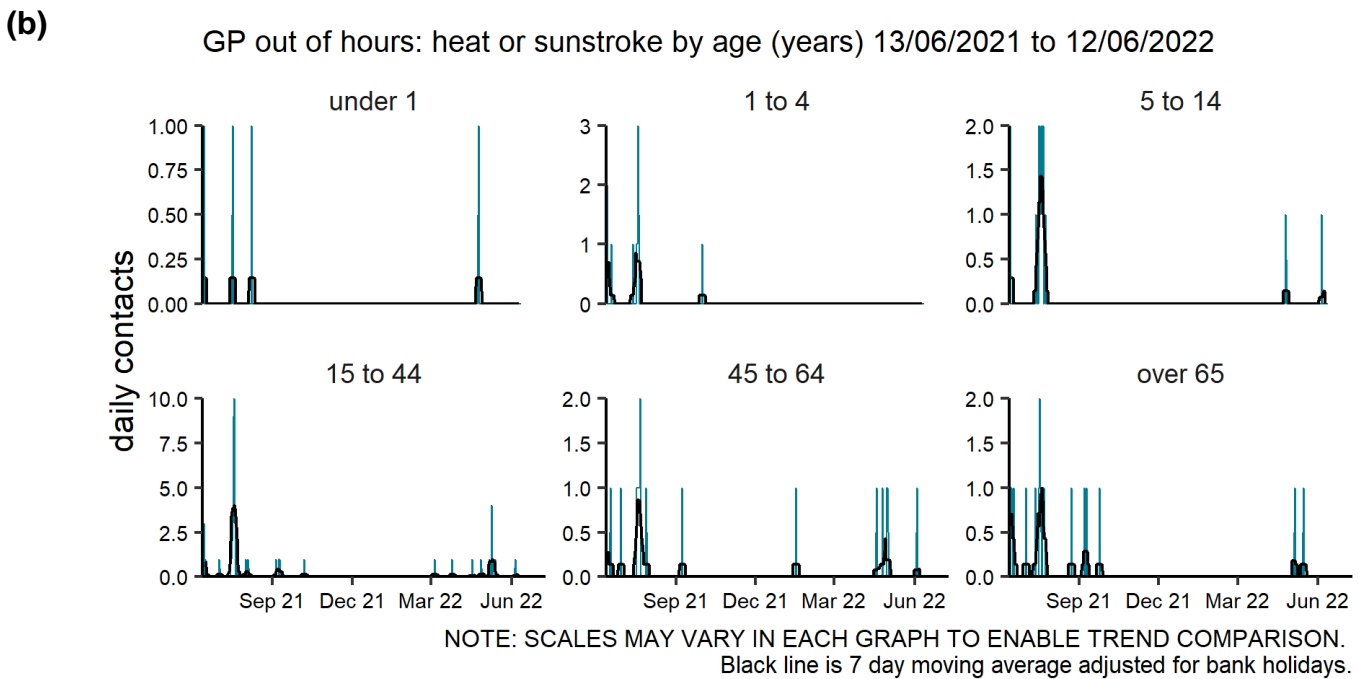 (b)
GP out of hours: heat or sunstroke by age (years) 13/06/2021 to 12/06/2022
daily contacts
under 1
1.00
0.75
0.50
0.25
0.00
1 to 4
3
2
1
0
5 to 14
2.0
1.5
1.0
0.5
0.0
15 to 44
10.0
7.5
5.0
2.5
0.0
Sep 21 Dec 21 Mar 22 Jun 22
45 to 64
2.0
1.5
1.0
0.5
0.0
Sep 21 Dec 21 Mar 22 Jun 22
over 65
2.0
1.5
1.0
0.5
0.0
Sep 21 Dec 21 Mar 22 Jun 22
NOTE: SCALES MAY VARY IN EACH GRAPH TO ENABLE TREND COMPARISON.
Black line is 7 day moving average adjusted for bank holidays.